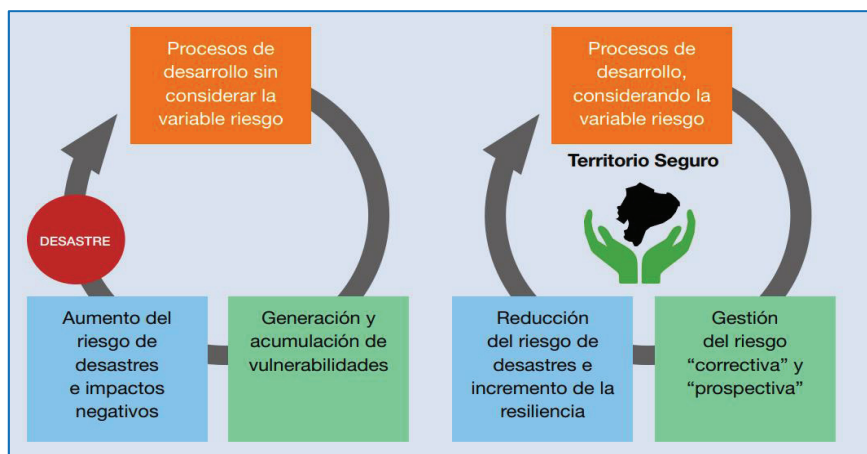 Procesos de
desarrollo sin
considerar la
variable riesgo
DESASTRE
Aumento del
riesgo de
desastres
e impactos
negativos
Generación y
acumulación de
vulnerabilidades
Procesos de
desarrollo,
considerando la
variable riesgo
Territorio Seguro
Reducción
del riesgo de
desastres e
incremento de la
resiliencia
Gestión
del riesgo
“correctiva” y
“prospectiva”